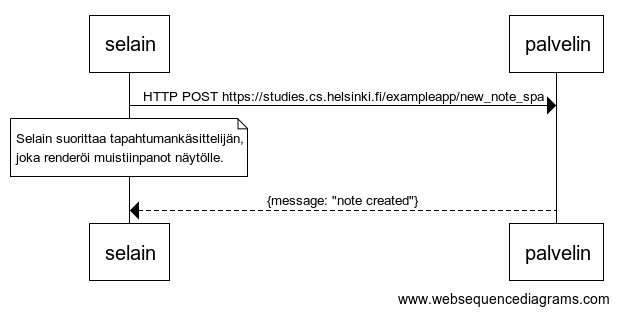 selain
palvelin
HTTP POST https://studies.cs.helsinki.fi/exampleapp/new_note_spa
Selain suorittaa tapahtumankäsittelijän,
joka renderöi muistiinpanot näytölle.
{message: "note created"}
selain
palvelin
www.websequencediagrams.com